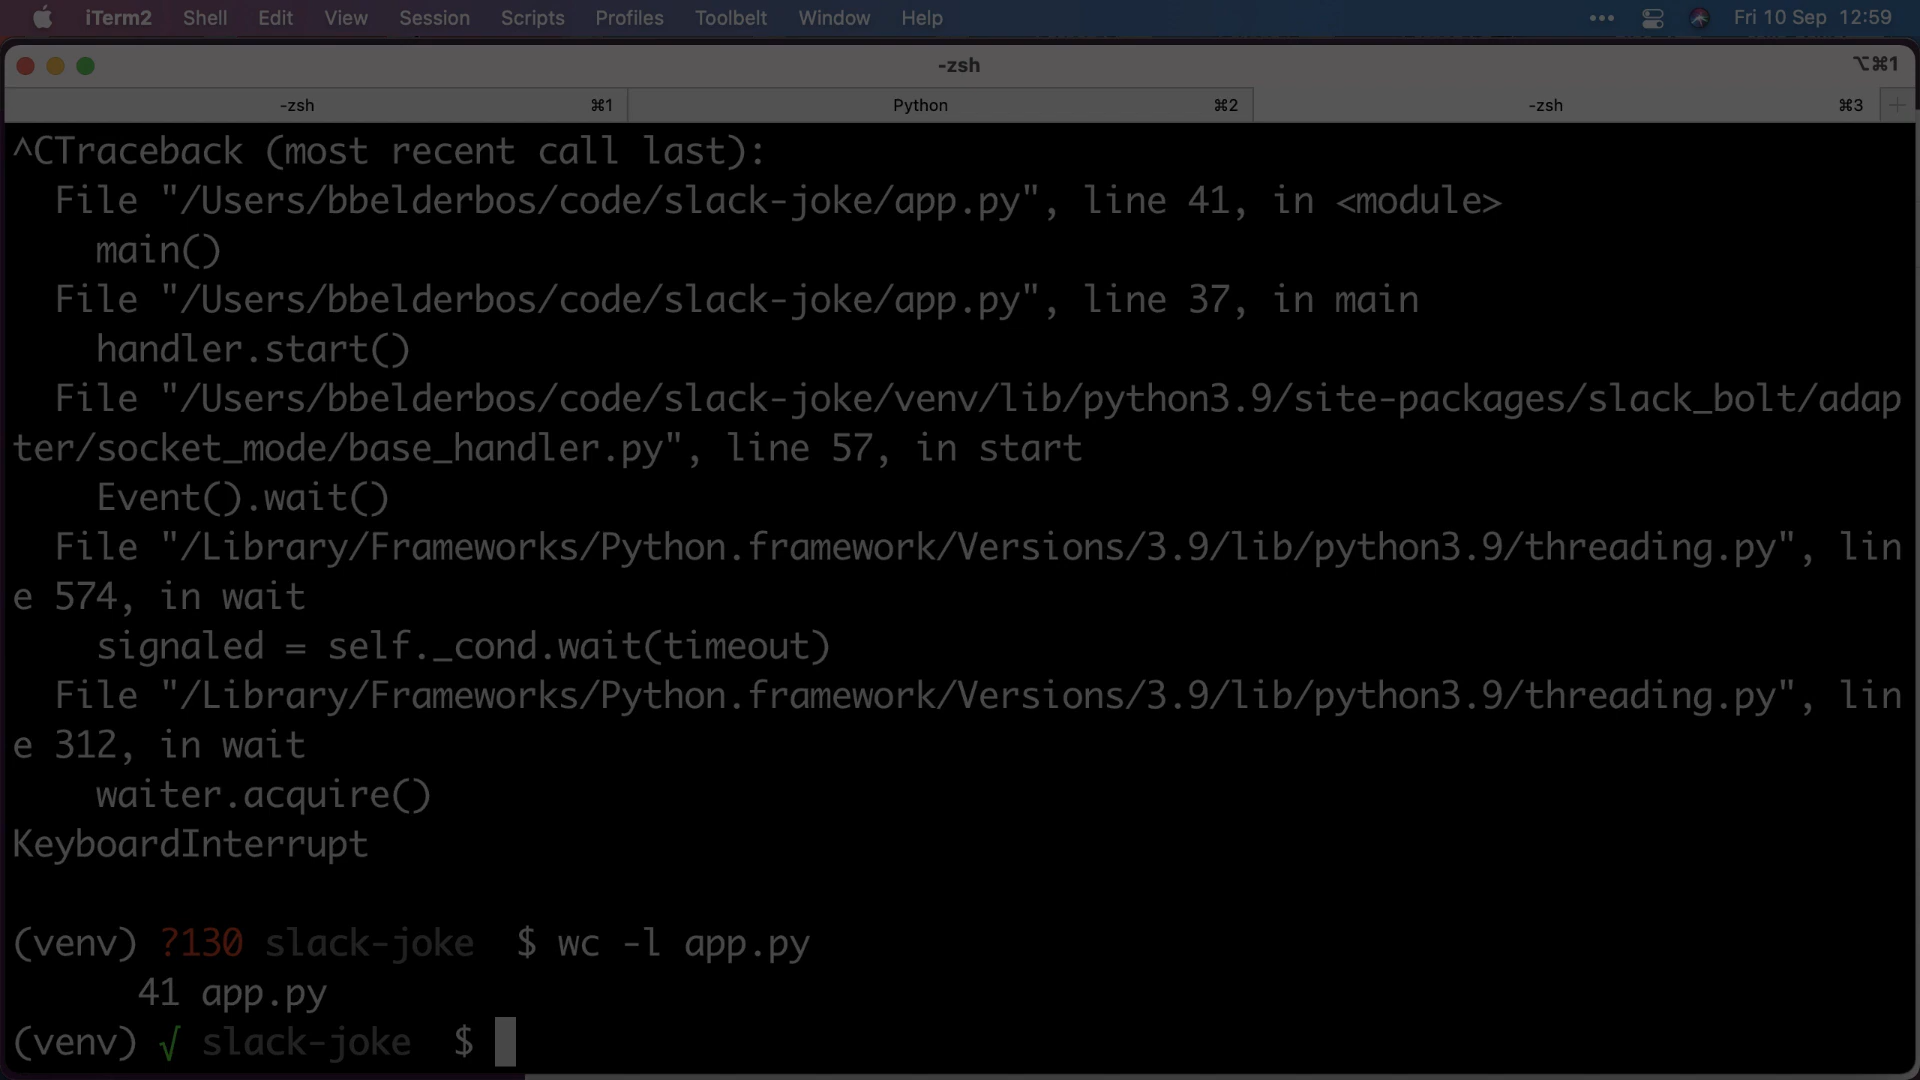 iTerm2 Shell Edit View Session Scripts Profiles Toolbelt Window Help Fri 10 Sep 12:59
-zsh ⌥⌘1
-zsh ⌘1 Python ⌘2 -zsh ⌘3
^CTraceback (most recent call last):
  File "/Users/bbelderbos/code/slack-joke/app.py", line 41, in <module>
    main()
  File "/Users/bbelderbos/code/slack-joke/app.py", line 37, in main
    handler.start()
  File "/Users/bbelderbos/code/slack-joke/venv/lib/python3.9/site-packages/slack_bolt/adap
ter/socket_mode/base_handler.py", line 57, in start
    Event().wait()
  File "/Library/Frameworks/Python.framework/Versions/3.9/lib/python3.9/threading.py", lin
e 574, in wait
    signaled = self._cond.wait(timeout)
  File "/Library/Frameworks/Python.framework/Versions/3.9/lib/python3.9/threading.py", lin
e 312, in wait
    waiter.acquire()
KeyboardInterrupt
(venv) ?130 slack-joke  $ wc -l app.py
      41 app.py
(venv) √ slack-joke  $